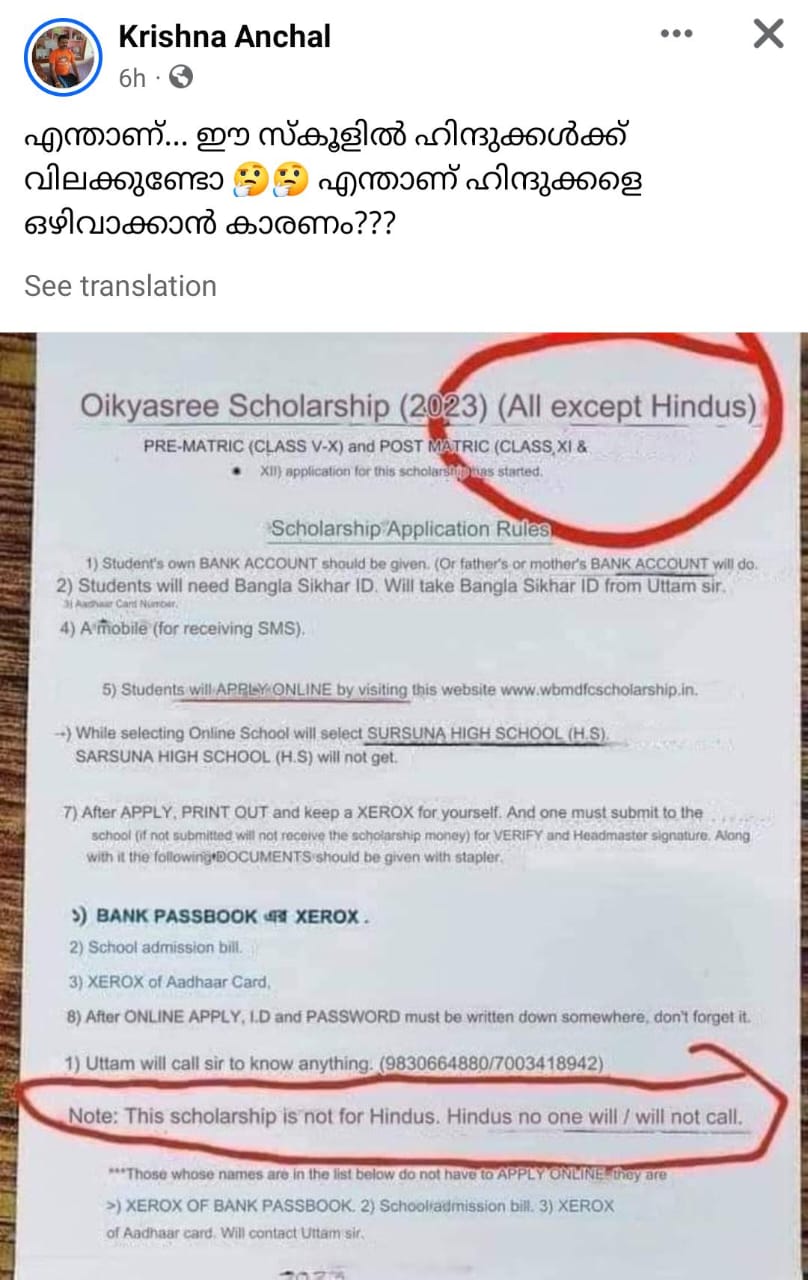 Krishna Anchal
6h
എന്താണ്... ഈ സ്കൂളിൽ ഹിന്ദുക്കൾക്ക്
വിലക്കുണ്ടോ 🤔🤔 എന്താണ് ഹിന്ദുക്കളെ
ഒഴിവാക്കാൻ കാരണം???
See translation
Oikyasree Scholarship (2023) (All except Hindus)
PRE-MATRIC (CLASS V-X) and POST MATRIC (CLASS, XI &
• XII) application for this scholarship has started.
Scholarship Application Rules
1) Student's own BANK ACCOUNT should be given. (Or father's or mother's BANK ACCOUNT will do.
2) Students will need Bangla Sikhar ID. Will take Bangla Sikhar ID from Uttam sir.
3) Aadhaar Card Number.
4) A mobile (for receiving SMS).
5) Students will APPLY ONLINE by visiting this website www.wbmdfcscholarship.in.
→) While selecting Online School will select SURSUNA HIGH SCHOOL (H.S).
SARSUNA HIGH SCHOOL (H.S) will not get.
7) After APPLY, PRINT OUT and keep a XEROX for yourself. And one must submit to the
school (if not submitted will not receive the scholarship money) for VERIFY and Headmaster signature. Along
with it the following DOCUMENTS should be given with stapler.
১) BANK PASSBOOK এর XEROX .
2) School admission bill.
3) XEROX of Aadhaar Card,
8) After ONLINE APPLY, I.D and PASSWORD must be written down somewhere, don't forget it.
1) Uttam will call sir to know anything. (9830664880/7003418942)
Note: This scholarship is not for Hindus. Hindus no one will / will not call.
***Those whose names are in the list below do not have to APPLY ONLINE they are
>) XEROX OF BANK PASSBOOK. 2) School admission bill. 3) XEROX
of Aadhaar card. Will contact Uttam sir.